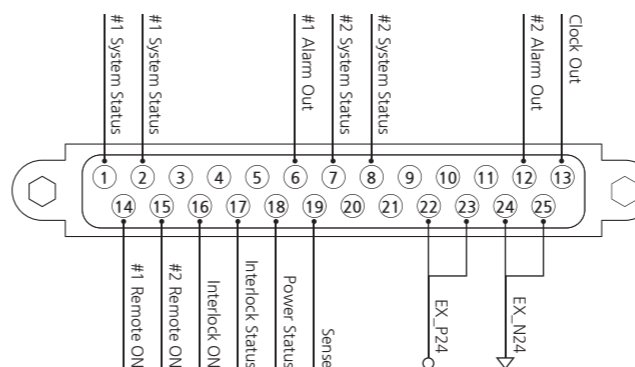 #1 System Status
#1 System Status
#1 Alarm Out
#2 System Status
#2 System Status
#2 Alarm Out
Clock Out
1 2 3 4 5 6 7 8 9 10 11 12 13
14 15 16 17 18 19 20 21 22 23 24 25
#1 Remote ON
#2 Remote ON
Interlock ON
Interlock Status
Power Status
Sense
EX_P24
EX_N24